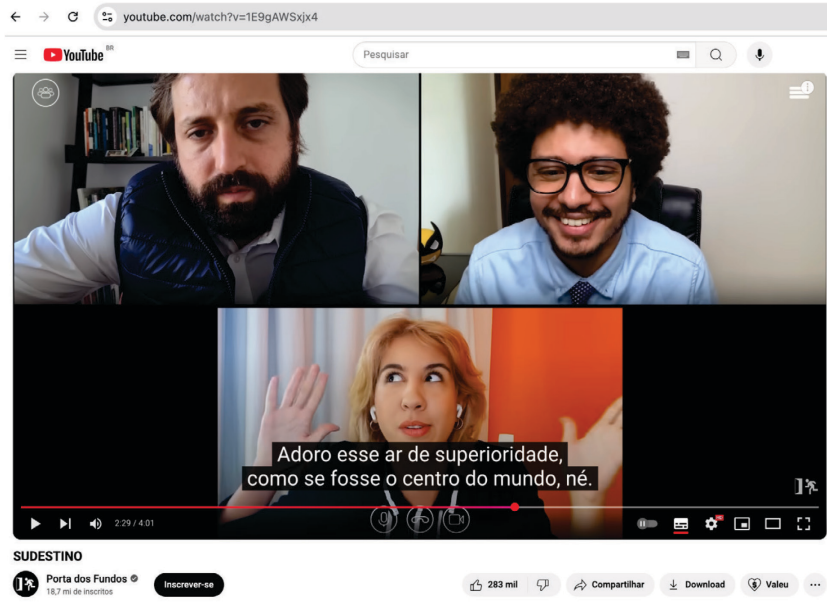 youtube.com/watch?v=1E9gAWSxjx4
YouTube BR
Pesquisar
Adoro esse ar de superioridade,
como se fosse o centro do mundo, né.
2:29 / 4:01
HD
SUDESTINO
Porta dos Fundos
18,7 mi de inscritos
Inscrever-se
283 mil
Compartilhar
Download
Valeu